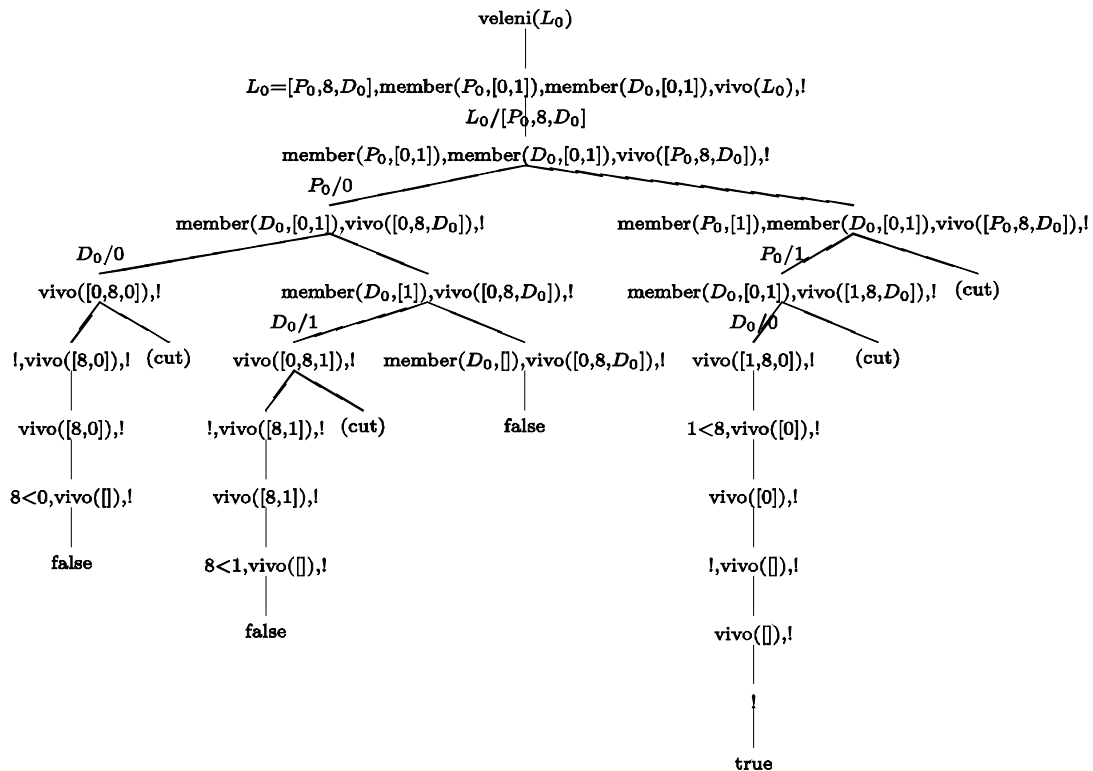 veleni(L₀)
L₀=[P₀,8,D₀],member(P₀,[0,1]),member(D₀,[0,1]),vivo(L₀),!
L₀/[P₀,8,D₀]
member(P₀,[0,1]),member(D₀,[0,1]),vivo([P₀,8,D₀]),!
P₀/0
member(D₀,[0,1]),vivo([0,8,D₀]),! member(P₀,[1]),member(D₀,[0,1]),vivo([P₀,8,D₀]),!
D₀/0 P₀/1
vivo([0,8,0]),! member(D₀,[1]),vivo([0,8,D₀]),! member(D₀,[0,1]),vivo([1,8,D₀]),! (cut)
D₀/1 D₀/0
!,vivo([8,0]),! (cut) vivo([0,8,1]),! member(D₀,[]),vivo([0,8,D₀]),! vivo([1,8,0]),! (cut)
vivo([8,0]),! !,vivo([8,1]),! (cut) false 1<8,vivo([0]),!
8<0,vivo([]),! vivo([8,1]),! vivo([0]),!
false 8<1,vivo([]),! !,vivo([]),!
false vivo([]),!
!
true